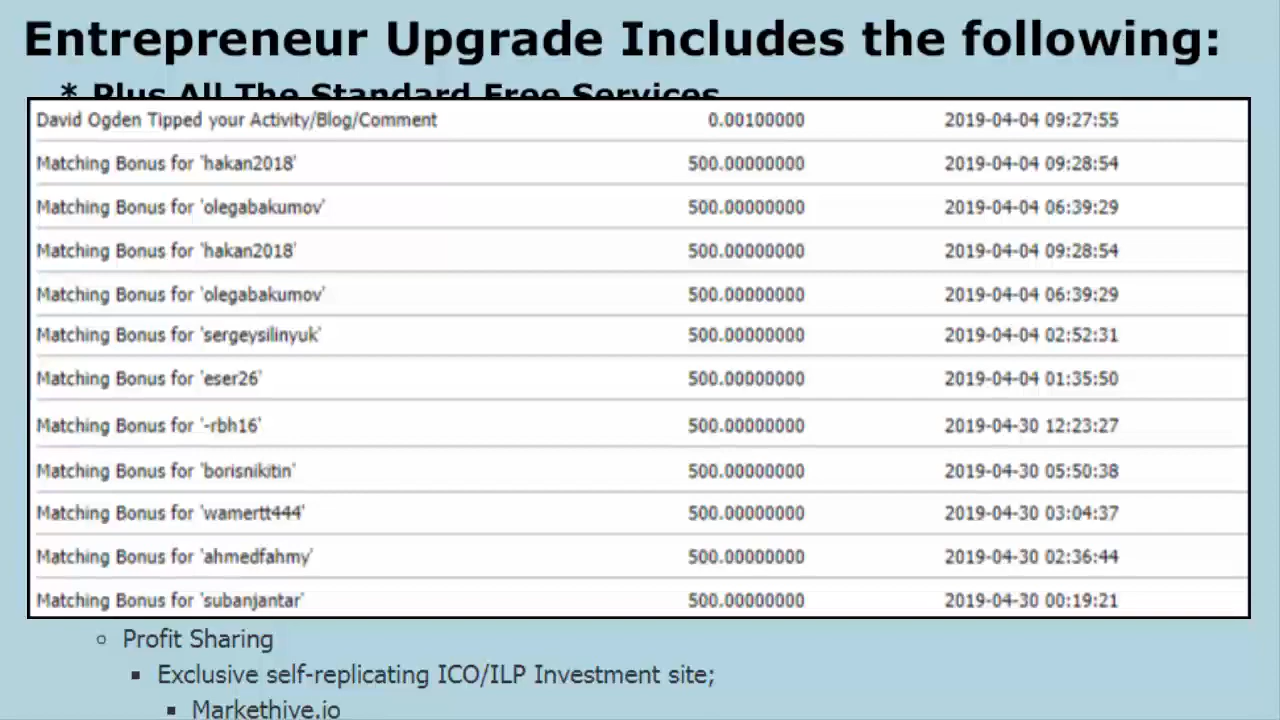 Entrepreneur Upgrade Includes the following:
* Plus All The Standard Free Services
David Ogden Tipped your Activity/Blog/Comment 0.00100000 2019-04-04 09:27:55
Matching Bonus for 'hakan2018' 500.00000000 2019-04-04 09:28:54
Matching Bonus for 'olegabakumov' 500.00000000 2019-04-04 06:39:29
Matching Bonus for 'hakan2018' 500.00000000 2019-04-04 09:28:54
Matching Bonus for 'olegabakumov' 500.00000000 2019-04-04 06:39:29
Matching Bonus for 'sergeysilinyuk' 500.00000000 2019-04-04 02:52:31
Matching Bonus for 'eser26' 500.00000000 2019-04-04 01:35:50
Matching Bonus for '-rbh16' 500.00000000 2019-04-30 12:23:27
Matching Bonus for 'borisnikitin' 500.00000000 2019-04-30 05:50:38
Matching Bonus for 'wamertt444' 500.00000000 2019-04-30 03:04:37
Matching Bonus for 'ahmedfahmy' 500.00000000 2019-04-30 02:36:44
Matching Bonus for 'subanjantar' 500.00000000 2019-04-30 00:19:21
Profit Sharing
Exclusive self-replicating ICO/ILP Investment site;
Markethive.io